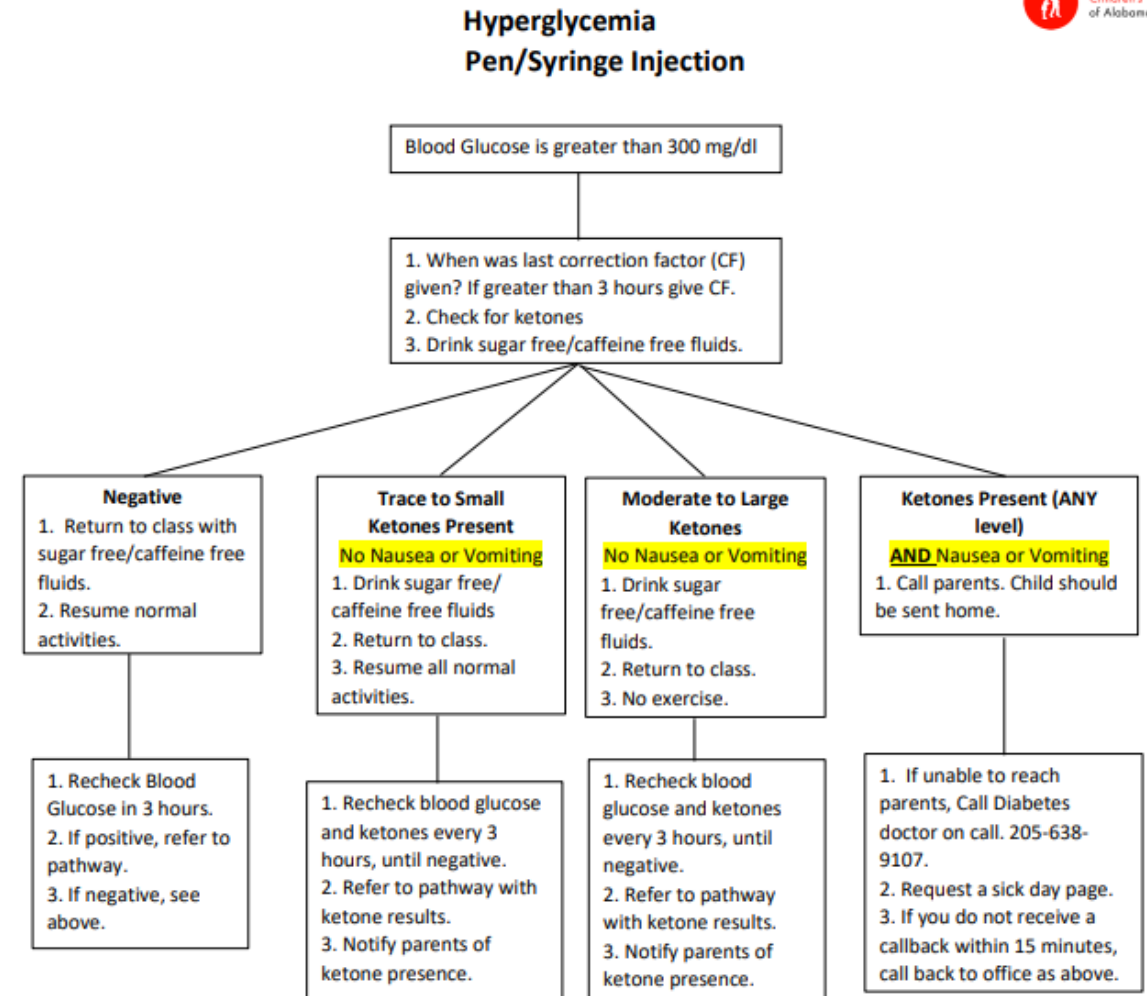 Children's
of Alabama
Hyperglycemia
Pen/Syringe Injection
Blood Glucose is greater than 300 mg/dl
1. When was last correction factor (CF)
given? If greater than 3 hours give CF.
2. Check for ketones
3. Drink sugar free/caffeine free fluids.
Negative
1. Return to class with
sugar free/caffeine free
fluids.
2. Resume normal
activities.
Trace to Small
Ketones Present
No Nausea or Vomiting
1. Drink sugar free/
caffeine free fluids
2. Return to class.
3. Resume all normal
activities.
Moderate to Large
Ketones
No Nausea or Vomiting
1. Drink sugar
free/caffeine free
fluids.
2. Return to class.
3. No exercise.
Ketones Present (ANY
level)
AND Nausea or Vomiting
1. Call parents. Child should
be sent home.
1. Recheck Blood
Glucose in 3 hours.
2. If positive, refer to
pathway.
3. If negative, see
above.
1. Recheck blood glucose
and ketones every 3
hours, until negative.
2. Refer to pathway with
ketone results.
3. Notify parents of
ketone presence.
1. Recheck blood
glucose and ketones
every 3 hours, until
negative.
2. Refer to pathway
with ketone results.
3. Notify parents of
ketone presence.
1. If unable to reach
parents, Call Diabetes
doctor on call. 205-638-
9107.
2. Request a sick day page.
3. If you do not receive a
callback within 15 minutes,
call back to office as above.